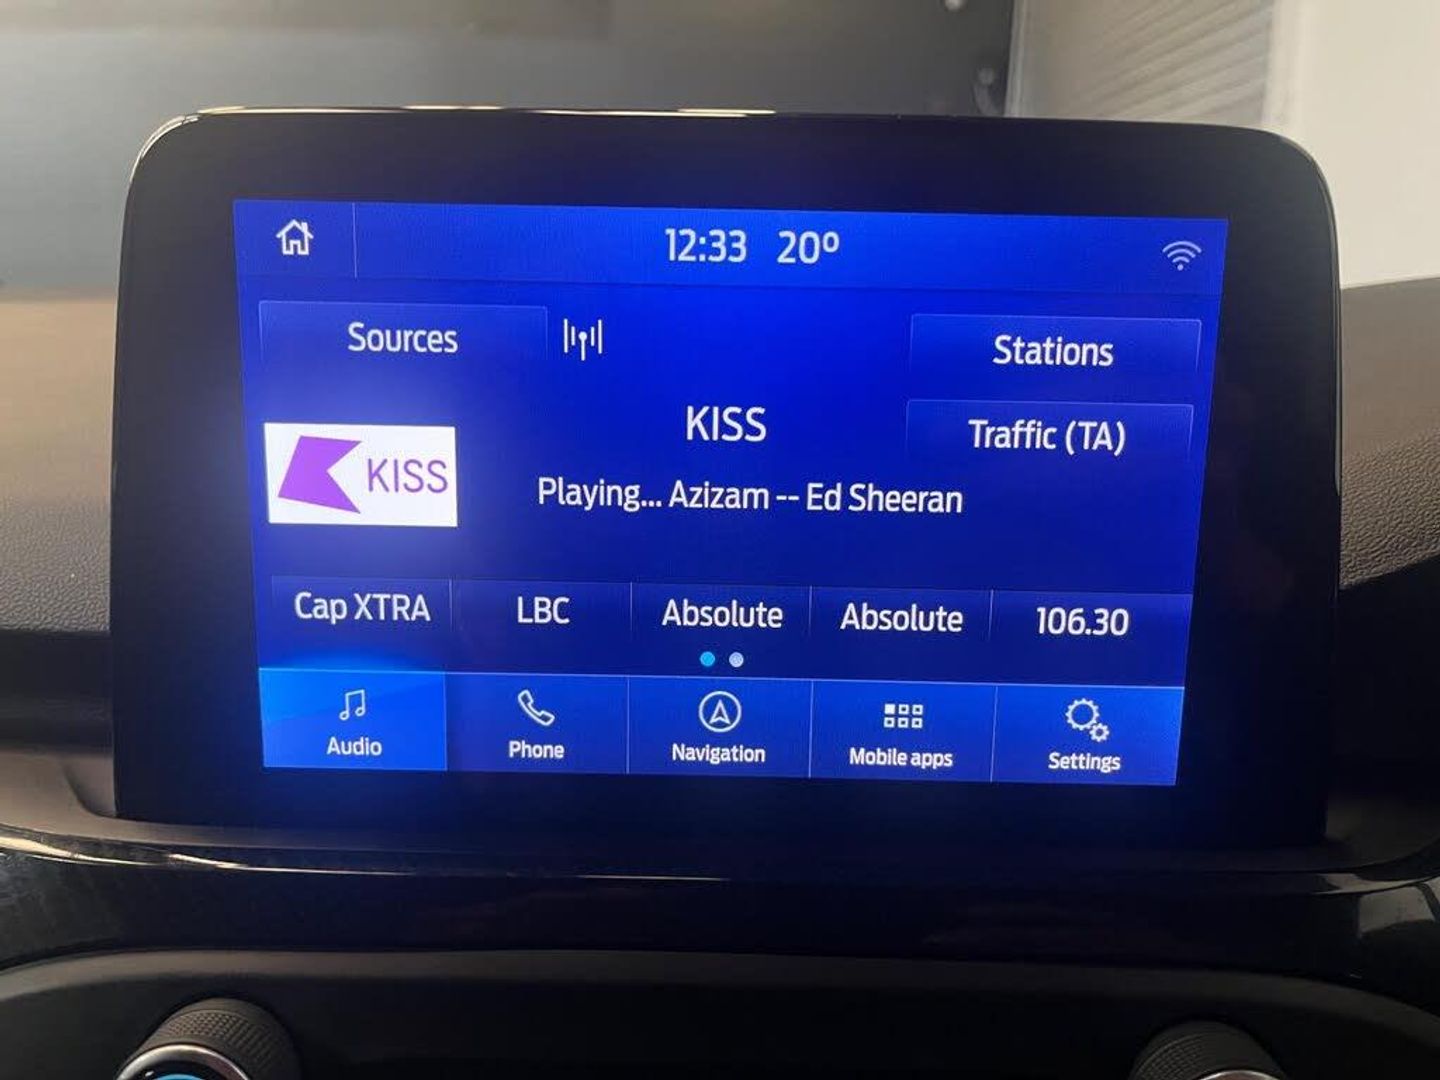 12:33 20º
Sources
Stations
KISS
Traffic (TA)
KISS
Playing... Azizam -- Ed Sheeran
Cap XTRA LBC Absolute Absolute 106.30
Audio Phone Navigation Mobile apps Settings